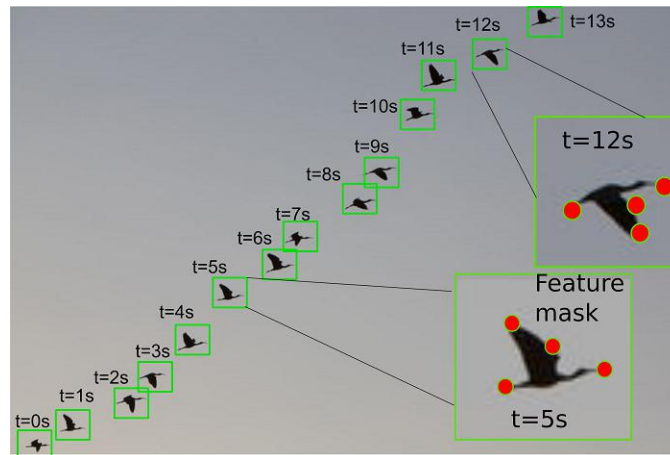 t=12s
t=13s
t=11s
t=10s
t=12s
t=9s
t=8s
t=7s
t=6s
t=5s
Feature
mask
t=4s
t=3s
t=2s
t=1s
t=0s
t=5s